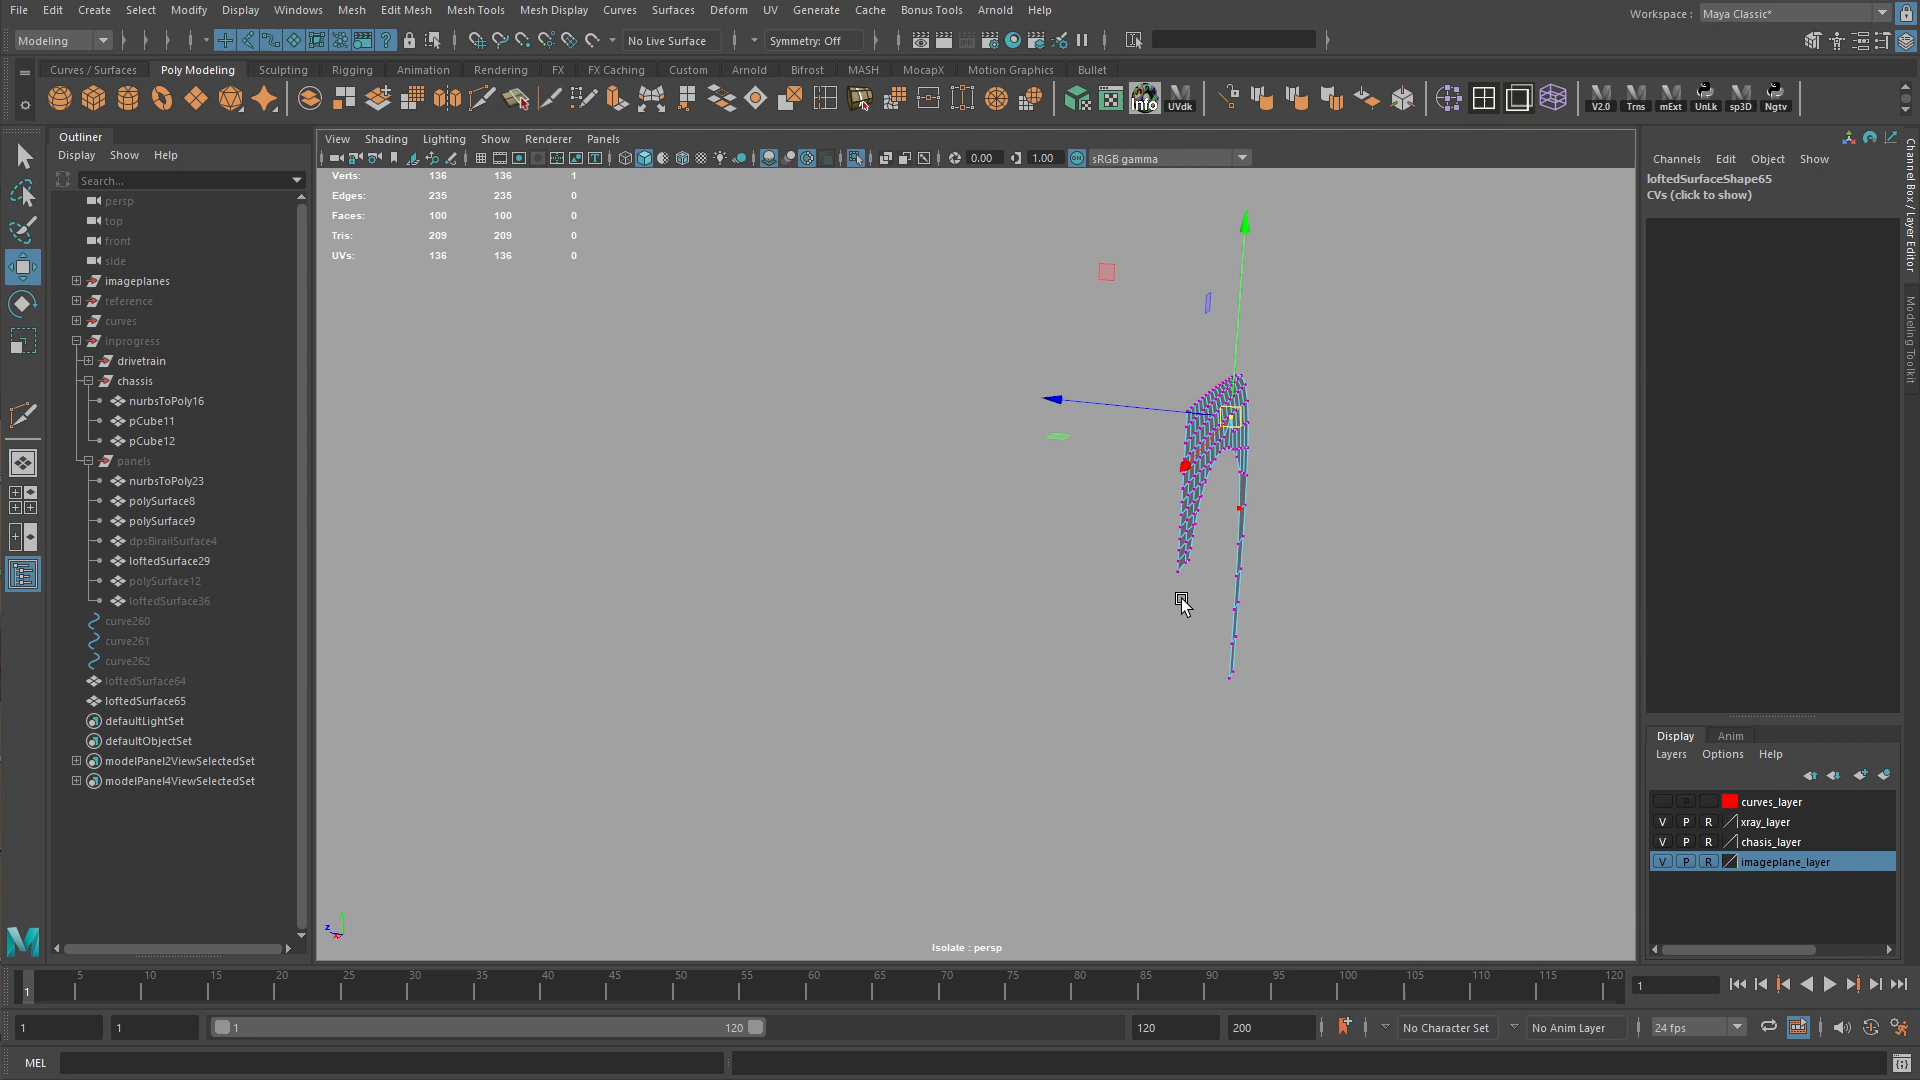 File Edit Create Select Modify Display Windows Mesh Edit Mesh Mesh Tools Mesh Display Curves Surfaces Deform UV Generate Cache Bonus Tools Arnold Help
Workspace : Maya Classic*
Modeling
No Live Surface
Symmetry: Off
Curves / Surfaces Poly Modeling Sculpting Rigging Animation Rendering FX FX Caching Custom Arnold Bifrost MASH MocapX Motion Graphics Bullet
Info UVdk V2.0 Trns mExt UnLk sp3D Ngtv
Outliner
Display Show Help
Search...
persp
top
front
side
imageplanes
reference
curves
inprogress
drivetrain
chassis
nurbsToPoly16
pCube11
pCube12
panels
nurbsToPoly23
polySurface8
polySurface9
dpsBirailSurface4
loftedSurface29
polySurface12
loftedSurface36
curve260
curve261
curve262
loftedSurface64
loftedSurface65
defaultLightSet
defaultObjectSet
modelPanel2ViewSelectedSet
modelPanel4ViewSelectedSet
View Shading Lighting Show Renderer Panels
0.00 1.00 ON sRGB gamma
Verts: 136 136 1
Edges: 235 235 0
Faces: 100 100 0
Tris: 209 209 0
UVs: 136 136 0
z
Isolate : persp
Channels Edit Object Show
loftedSurfaceShape65
CVs (click to show)
Channel Box / Layer Editor
Modeling Toolkit
Display Anim
Layers Options Help
P curves_layer
V P R xray_layer
V P R chasis_layer
V P R imageplane_layer
5 10 15 20 25 30 35 40 45 50 55 60 65 70 75 80 85 90 95 100 105 110 115 120
1
1
1 1 1 120 120 200 No Character Set No Anim Layer 24 fps
MEL